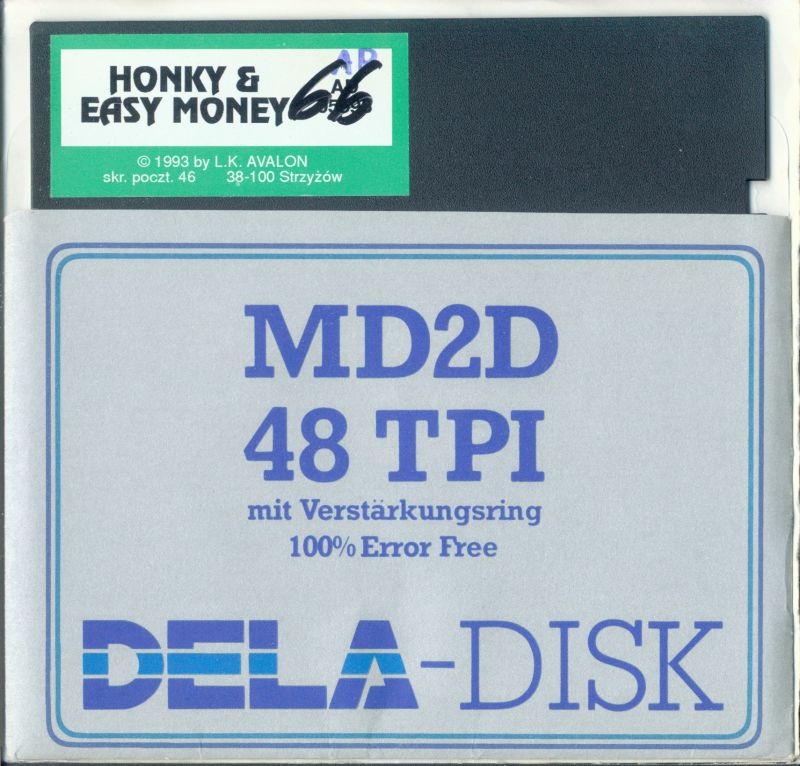 HONKY &
EASY MONEY
66
© 1993 by L.K. AVALON
skr. poczt. 46 38-100 Strzyżów
MD2D
48 TPI
mit Verstärkungsring
100% Error Free
DELA-DISK